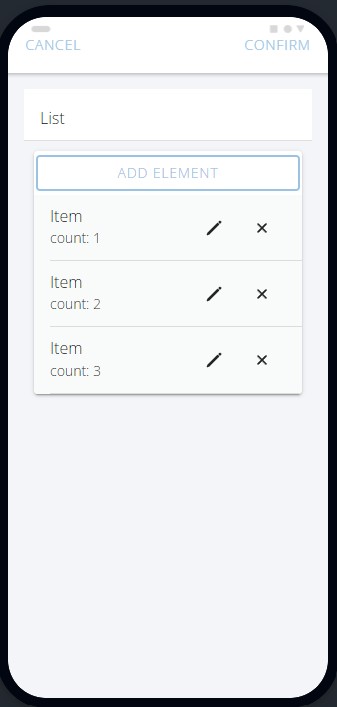 CANCEL CONFIRM
List
ADD ELEMENT
Item
count: 1
Item
count: 2
Item
count: 3